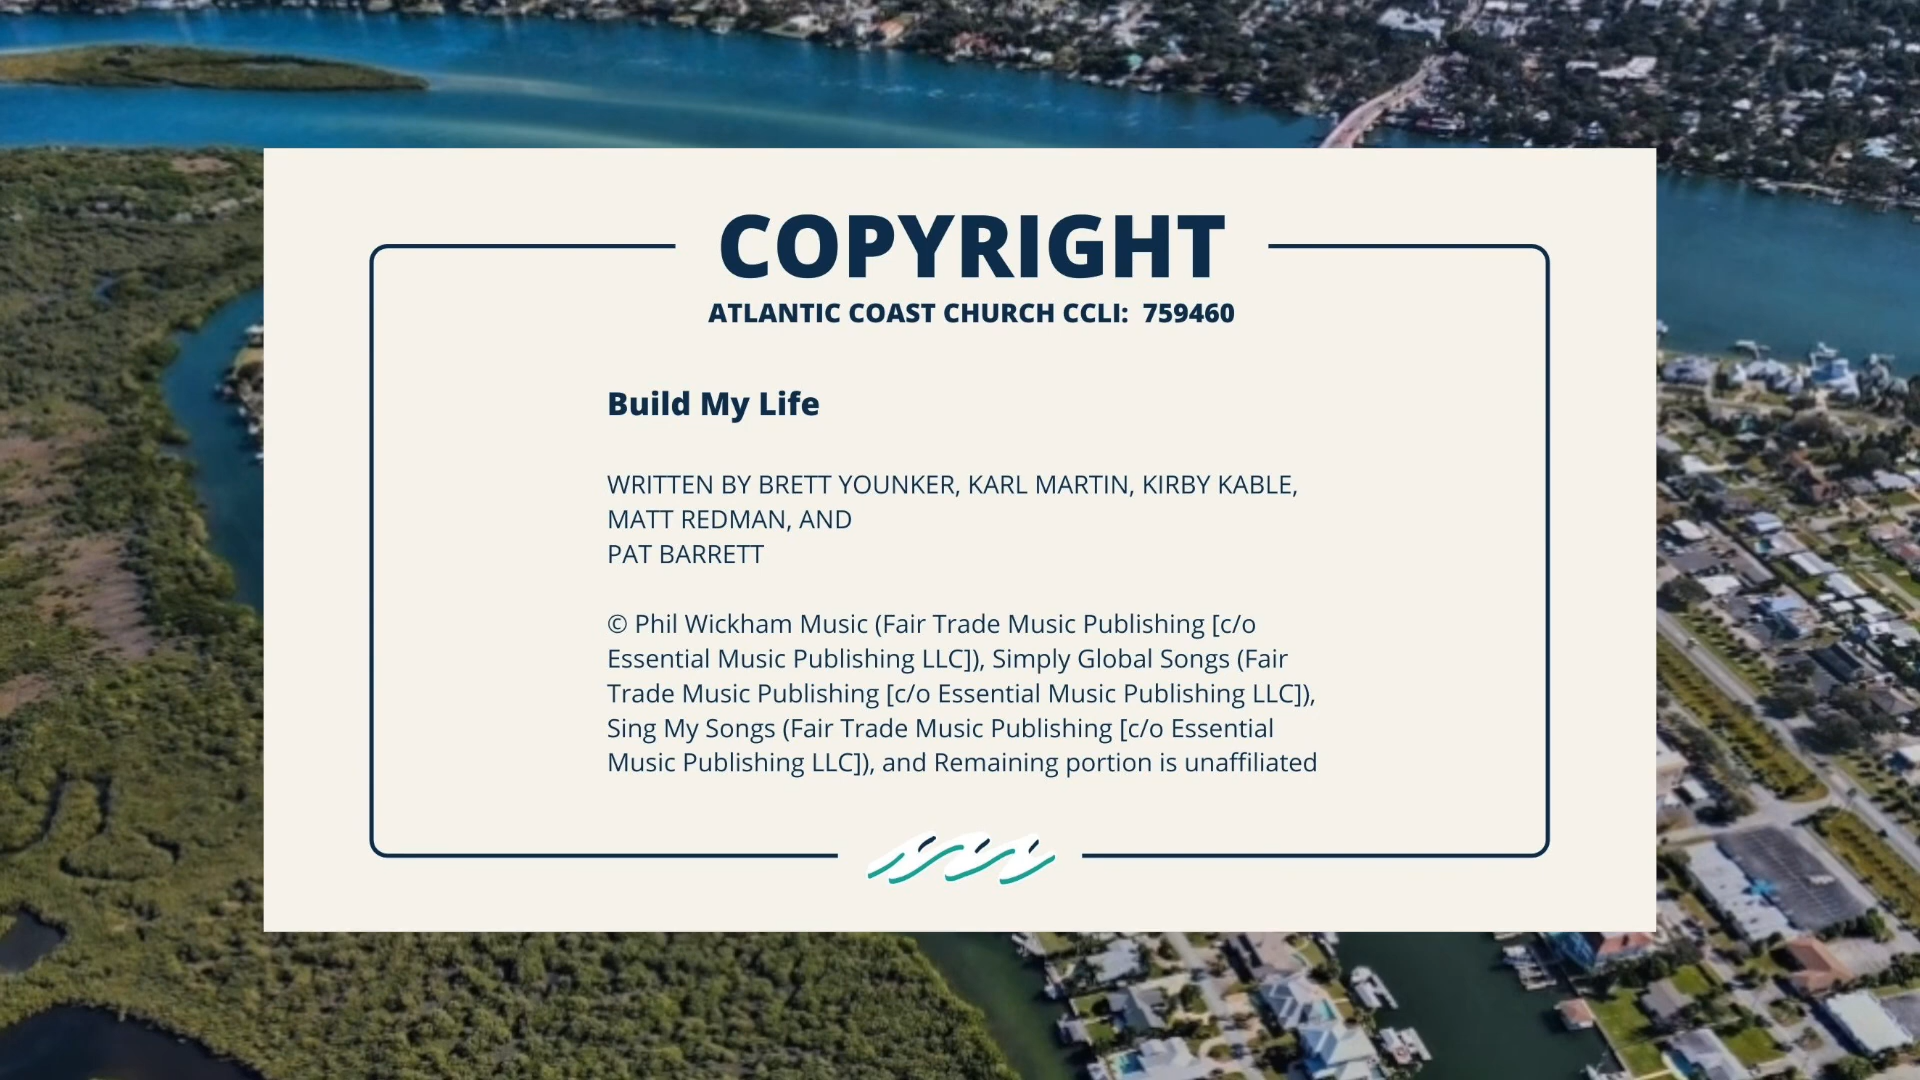 COPYRIGHT
ATLANTIC COAST CHURCH CCLI: 759460
Build My Life
WRITTEN BY BRETT YOUNKER, KARL MARTIN, KIRBY KABLE,
MATT REDMAN, AND
PAT BARRETT
© Phil Wickham Music (Fair Trade Music Publishing [c/o
Essential Music Publishing LLC]), Simply Global Songs (Fair
Trade Music Publishing [c/o Essential Music Publishing LLC]),
Sing My Songs (Fair Trade Music Publishing [c/o Essential
Music Publishing LLC]), and Remaining portion is unaffiliated